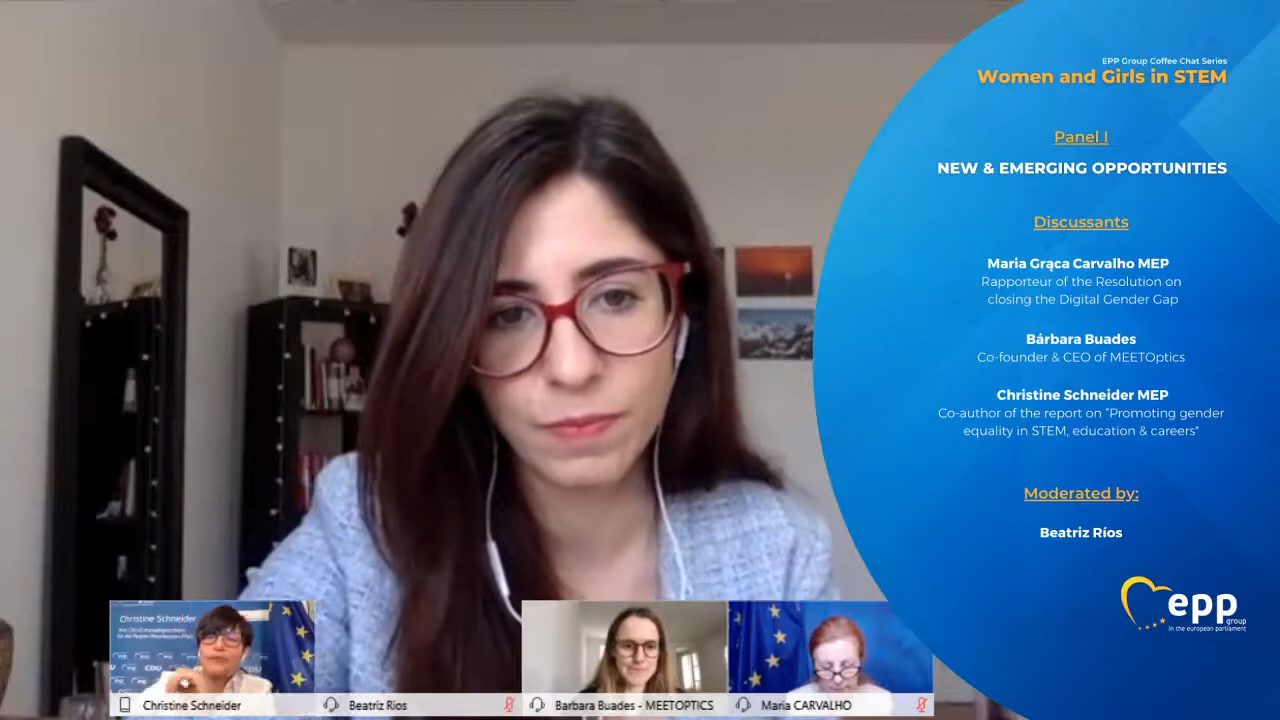 EPP Group Coffee Chat Series
Women and Girls in STEM
Panel I
NEW & EMERGING OPPORTUNITIES
Discussants
Maria Grąca Carvalho MEP
Rapporteur of the Resolution on
closing the Digital Gender Gap
Bárbara Buades
Co-founder & CEO of MEETOptics
Christine Schneider MEP
Co-author of the report on "Promoting gender
equality in STEM, education & careers"
Moderated by:
Beatriz Ríos
epp
group
in the european parliament
Christine Schneider
CDU
Christine Schneider
Beatriz Rios
Barbara Buades - MEETOPTICS
Maria CARVALHO